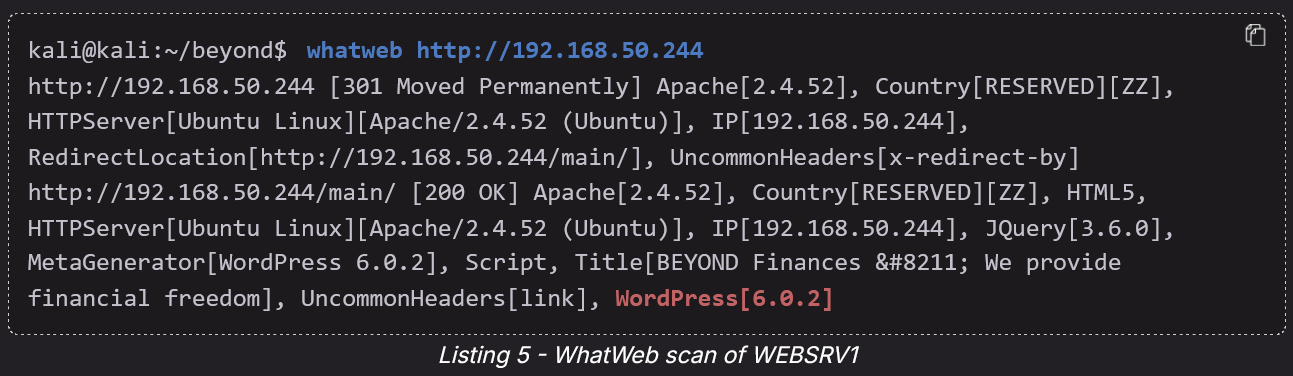 kali@kali:~/beyond$ whatweb http://192.168.50.244
http://192.168.50.244 [301 Moved Permanently] Apache[2.4.52], Country[RESERVED][ZZ],
HTTPServer[Ubuntu Linux][Apache/2.4.52 (Ubuntu)], IP[192.168.50.244],
RedirectLocation[http://192.168.50.244/main/], UncommonHeaders[x-redirect-by]
http://192.168.50.244/main/ [200 OK] Apache[2.4.52], Country[RESERVED][ZZ], HTML5,
HTTPServer[Ubuntu Linux][Apache/2.4.52 (Ubuntu)], IP[192.168.50.244], JQuery[3.6.0],
MetaGenerator[WordPress 6.0.2], Script, Title[BEYOND Finances &#8211; We provide
financial freedom], UncommonHeaders[link], WordPress[6.0.2]
Listing 5 - WhatWeb scan of WEBSRV1